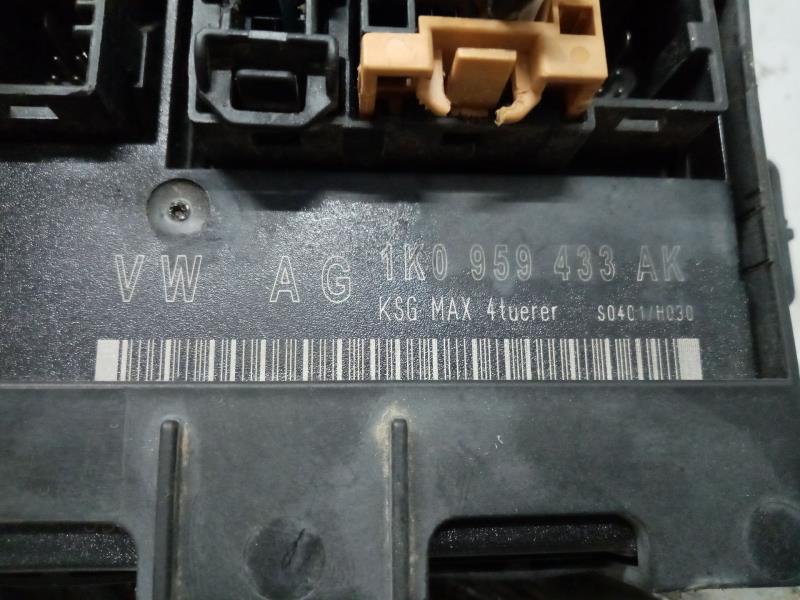 VW AG 1K0 959 433 AK
KSG MAX 4tuerer S0401/H030